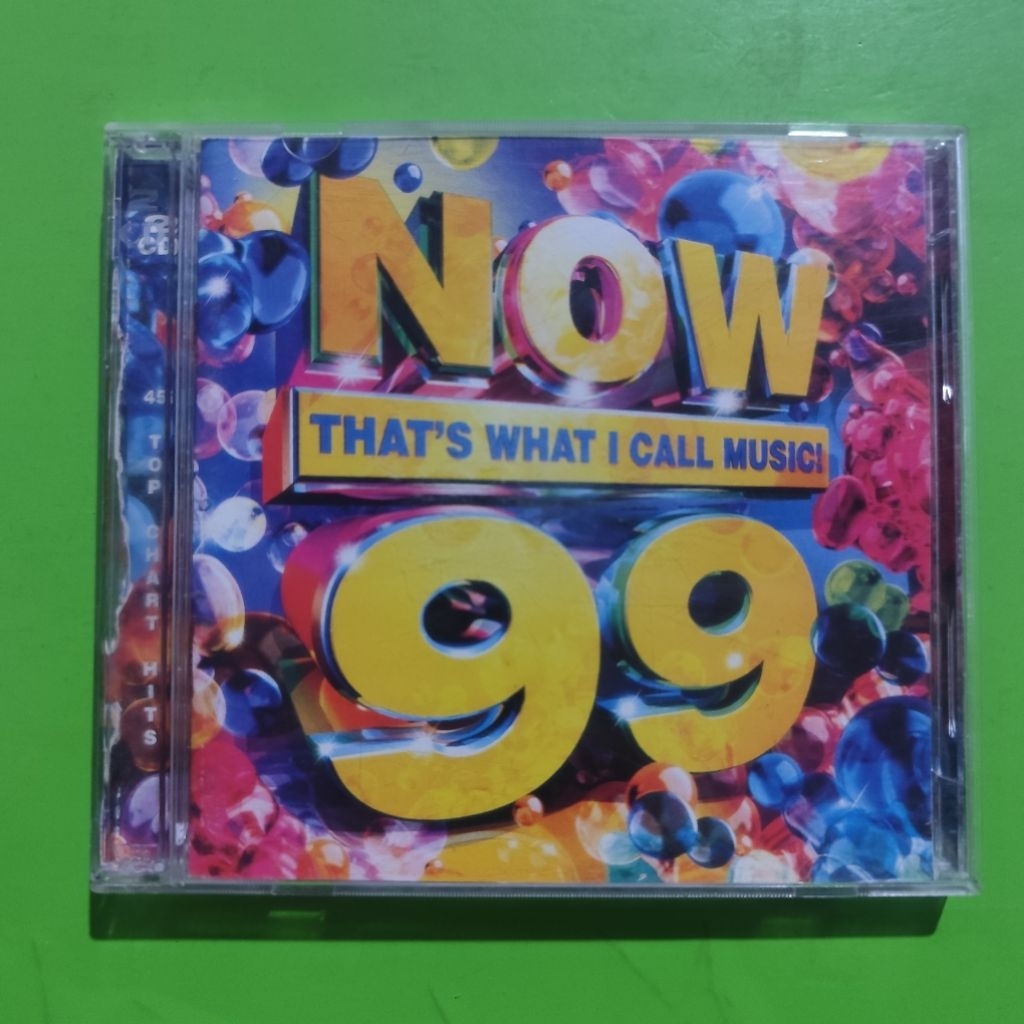 2
CD
45
TOP CHART HITS
NOW
THAT'S WHAT I CALL MUSIC!
99